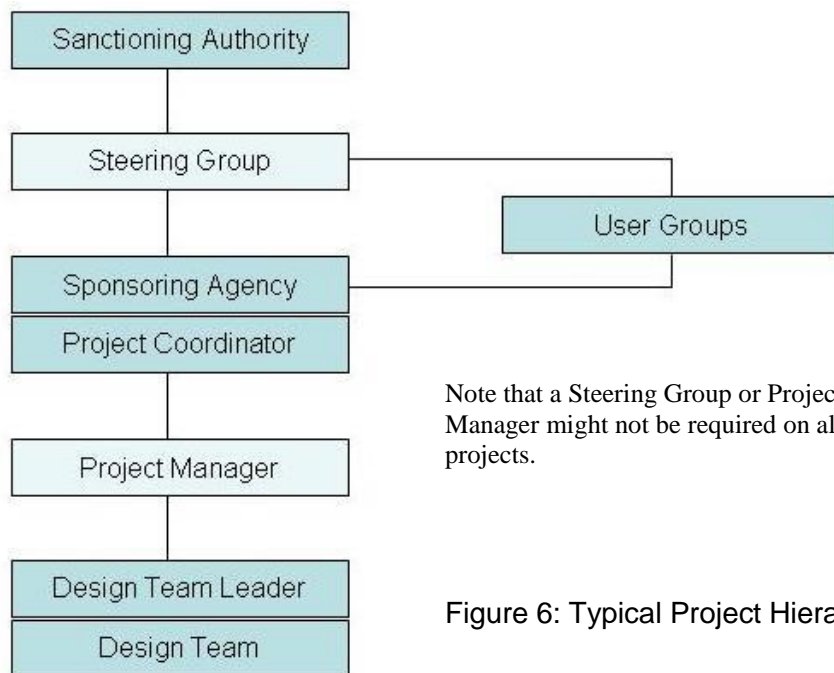 Sanctioning Authority
Steering Group
User Groups
Sponsoring Agency
Project Coordinator
Note that a Steering Group or Projec
Manager might not be required on al
projects.
Project Manager
Design Team Leader
Figure 6: Typical Project Hiera
Design Team